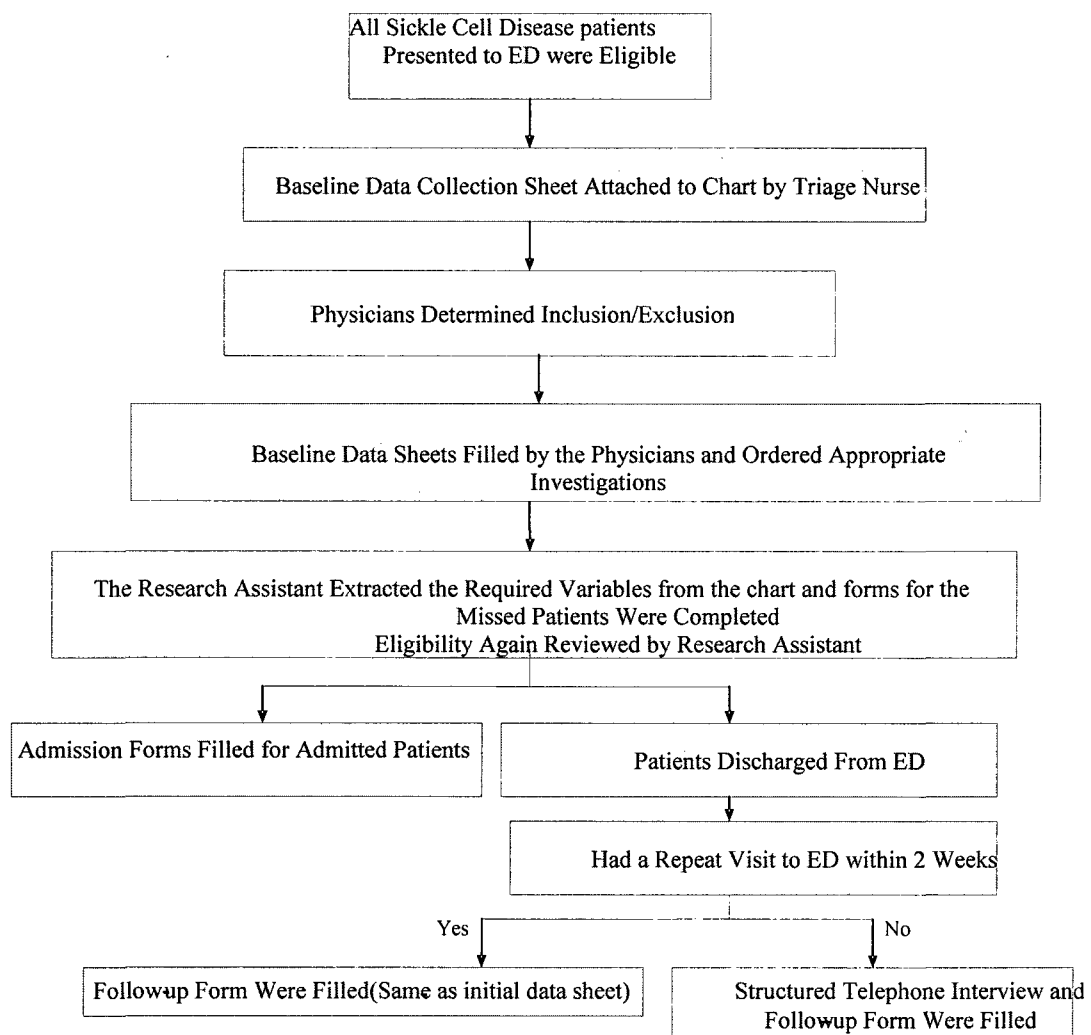 All Sickle Cell Disease patients
Presented to ED were Eligible
Baseline Data Collection Sheet Attached to Chart by Triage Nurse
Physicians Determined Inclusion/Exclusion
Baseline Data Sheets Filled by the Physicians and Ordered Appropriate
Investigations
The Research Assistant Extracted the Required Variables from the chart and forms for the
Missed Patients Were Completed
Eligibility Again Reviewed by Research Assistant
Admission Forms Filled for Admitted Patients
Patients Discharged From ED
Had a Repeat Visit to ED within 2 Weeks
Yes
No
Followup Form Were Filled(Same as initial data sheet)
Structured Telephone Interview and
Followup Form Were Filled